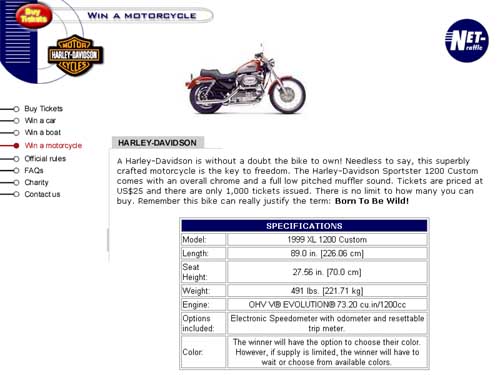 Buy
Tickets
WIN A MOTORCYCLE
MOTOR
HARLEY-DAVIDSON
CYCLES
NET-
raffle
Buy Tickets
Win a car
Win a boat
Win a motorcycle
Official rules
FAQs
Charity
Contact us
HARLEY-DAVIDSON
A Harley-Davidson is without a doubt the bike to own! Needless to say, this superbly
crafted motorcycle is the key to freedom. The Harley-Davidson Sportster 1200 Custom
comes with an overall chrome and a full low pitched muffler sound. Tickets are priced at
US$25 and there are only 1,000 tickets issued. There is no limit to how many you can
buy. Remember this bike can really justify the term: Born To Be Wild!
SPECIFICATIONS
Model: 1999 XL 1200 Custom
Length: 89.0 in. [226.06 cm]
Seat
Height: 27.56 in. [70.0 cm]
Weight: 491 lbs. [221.71 kg]
Engine: OHV V® EVOLUTION® 73.20 cu.in/1200cc
Options
included: Electronic Speedometer with odometer and resettable
trip meter.
Color: The winner will have the option to choose their color.
However, if supply is limited, the winner will have to
wait or choose from available colors.